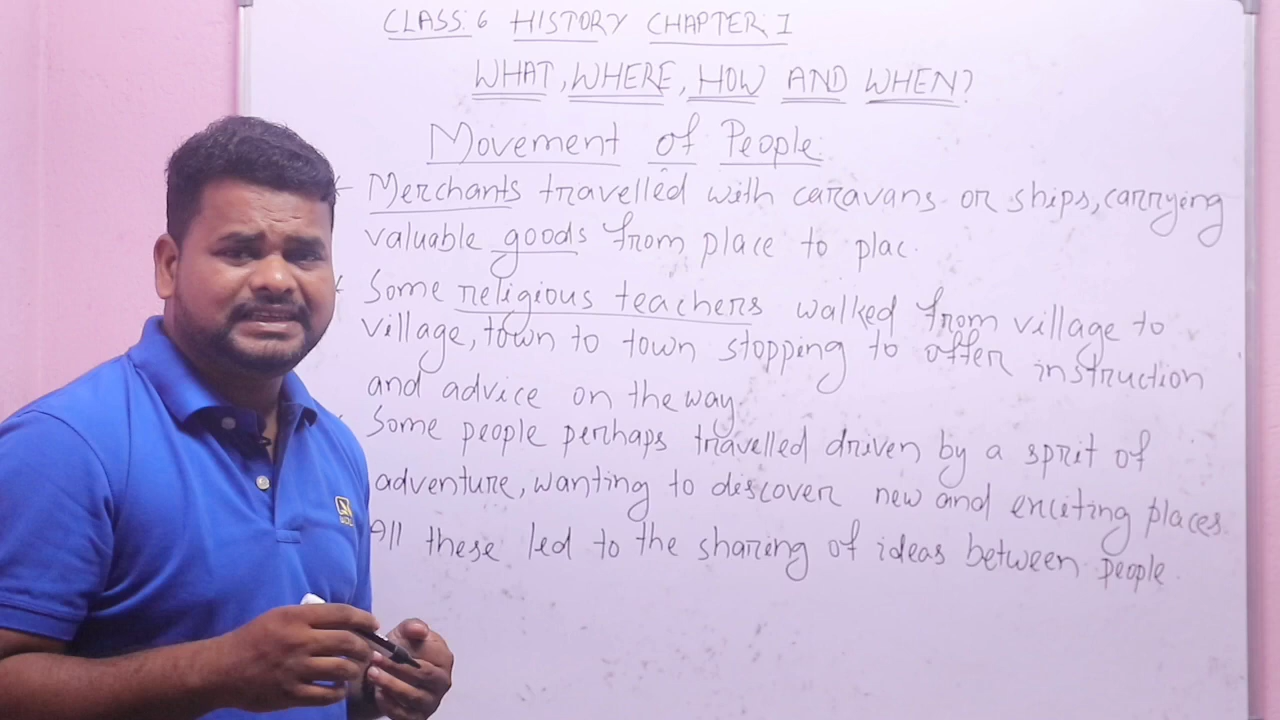 CLASS: 6 HISTORY CHAPTER: I
WHAT, WHERE, HOW AND WHEN?
Movement of People:
Merchants travelled with caravans or ships, carrying
valuable goods from place to plac.
Some religious teachers walked from village to
village, town to town stopping to offer instruction
and advice on the way.
Some people perhaps travelled driven by a sprit of
adventure, wanting to discover new and exciting places.
All these led to the sharing of ideas between people.